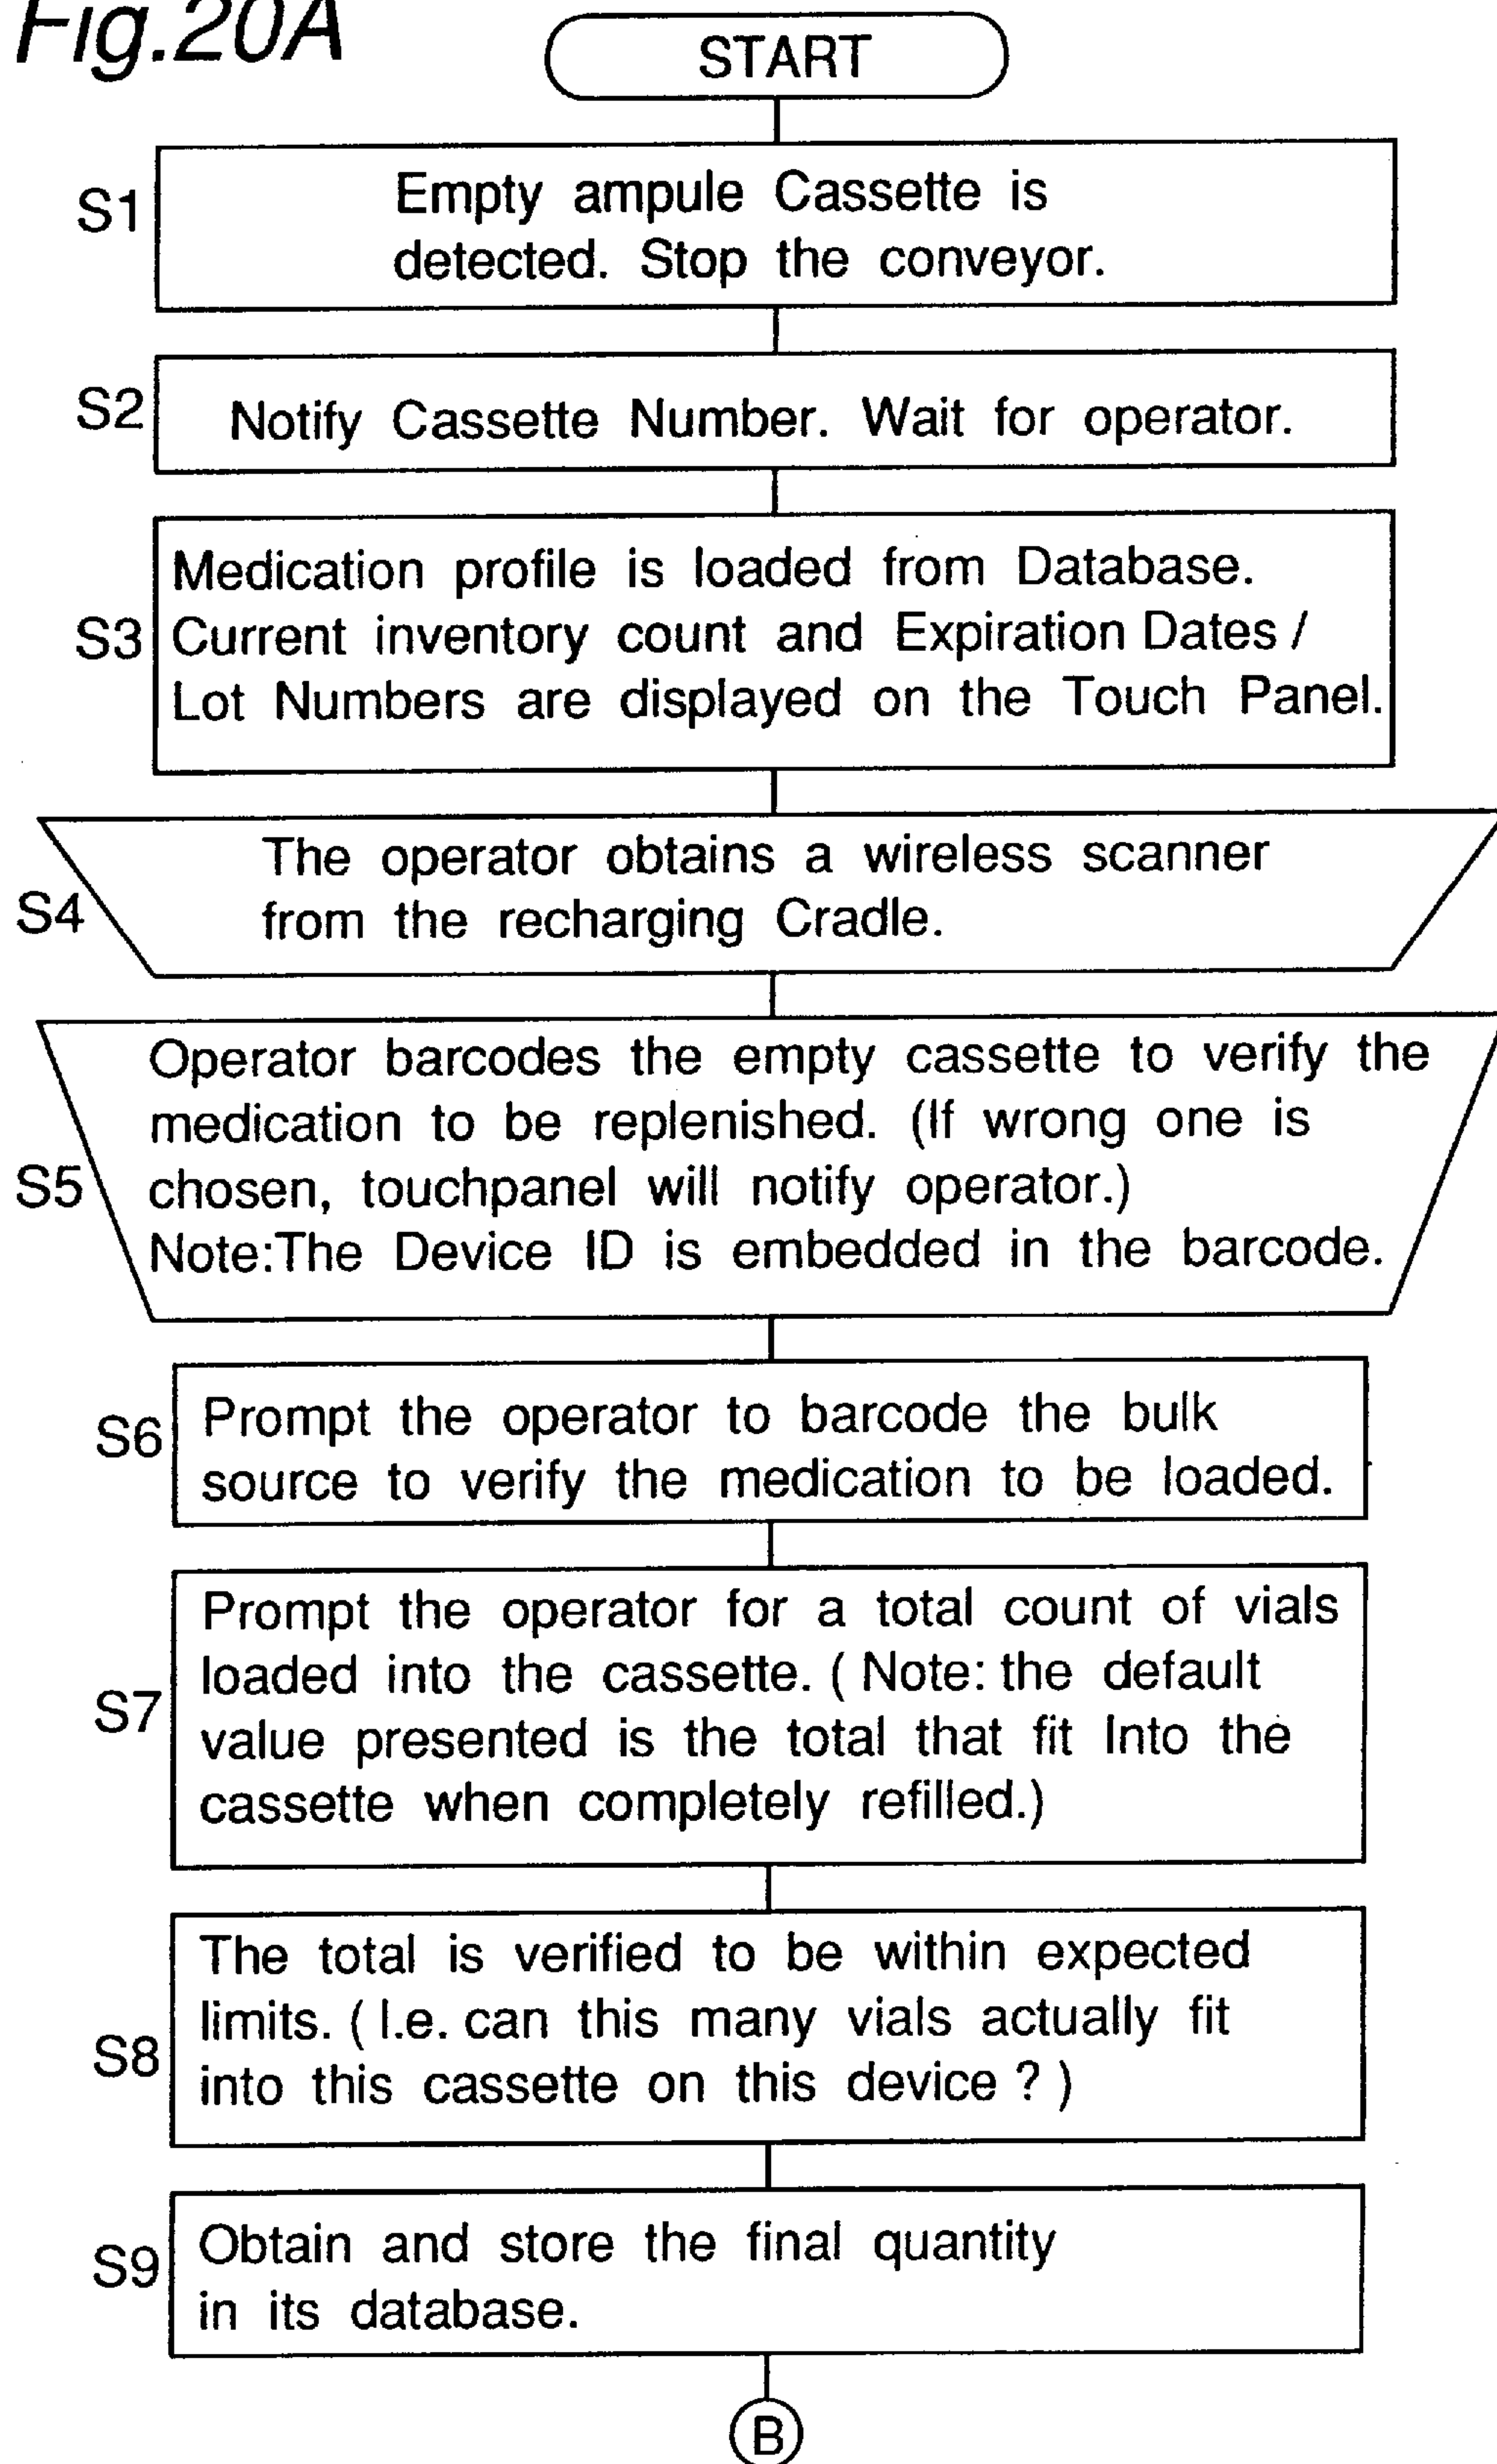 Fig.20A
START
S1
Empty ampule Cassette is
detected. Stop the conveyor.
S2
Notify Cassette Number. Wait for operator.
S3
Medication profile is loaded from Database.
Current inventory count and Expiration Dates /
Lot Numbers are displayed on the Touch Panel.
S4
The operator obtains a wireless scanner
from the recharging Cradle.
S5
Operator barcodes the empty cassette to verify the
medication to be replenished. (If wrong one is
chosen, touchpanel will notify operator.)
Note:The Device ID is embedded in the barcode.
S6
Prompt the operator to barcode the bulk
source to verify the medication to be loaded.
S7
Prompt the operator for a total count of vials
loaded into the cassette. ( Note: the default
value presented is the total that fit Into the
cassette when completely refilled.)
S8
The total is verified to be within expected
limits. ( I.e. can this many vials actually fit
into this cassette on this device ? )
S9
Obtain and store the final quantity
in its database.
B